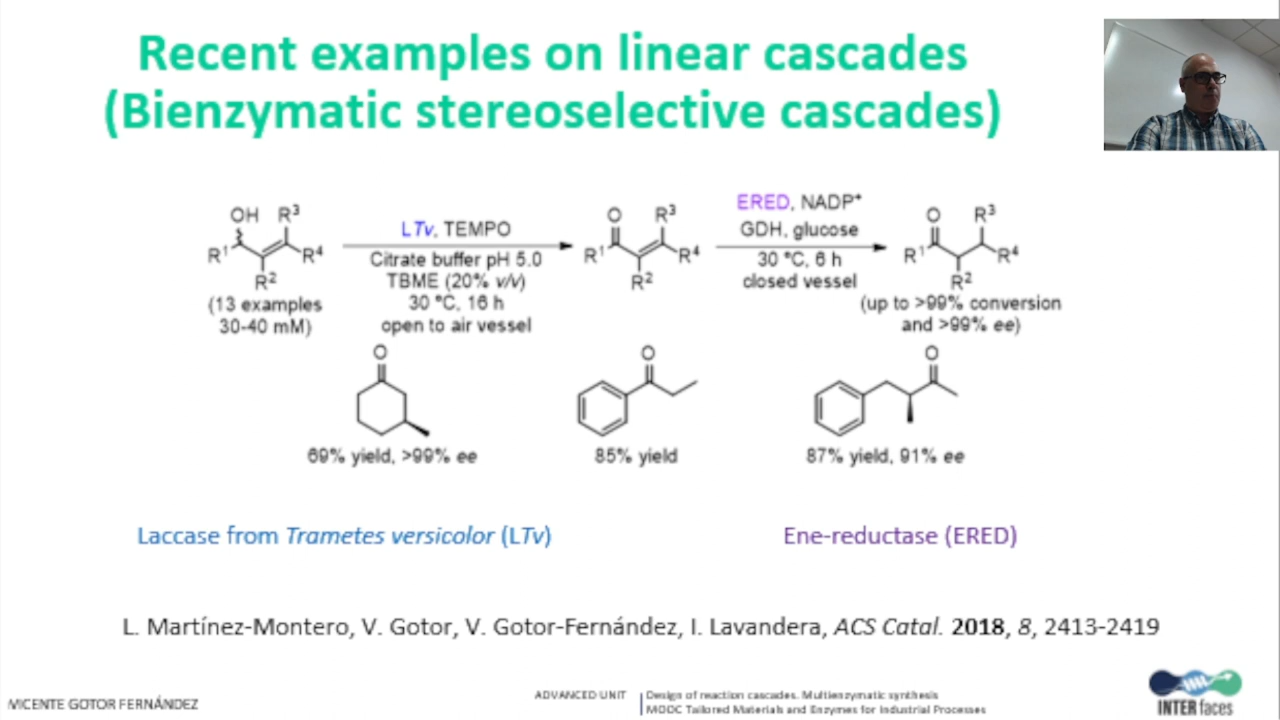 Recent examples on linear cascades
(Bienzymatic stereoselective cascades)
OH R³
R¹ R⁴
R²
(13 examples
30-40 mM)
LTv, TEMPO
Citrate buffer pH 5.0
TBME (20% v/v)
30 °C, 16 h
open to air vessel
O R³
R¹ R⁴
R²
ERED, NADP⁺
GDH, glucose
30 °C, 6 h
closed vessel
O R³
R¹ R⁴
R²
(up to >99% conversion
and >99% ee)
O
69% yield, >99% ee
O
85% yield
O
87% yield, 91% ee
Laccase from Trametes versicolor (LTv)
Ene-reductase (ERED)
L. Martínez-Montero, V. Gotor, V. Gotor-Fernández, I. Lavandera, ACS Catal. 2018, 8, 2413-2419
VICENTE GOTOR FERNÁNDEZ
ADVANCED UNIT
Design of reaction cascades. Multienzymatic synthesis
MOOC Tailored Materials and Enzymes for Industrial Processes
INTERfaces